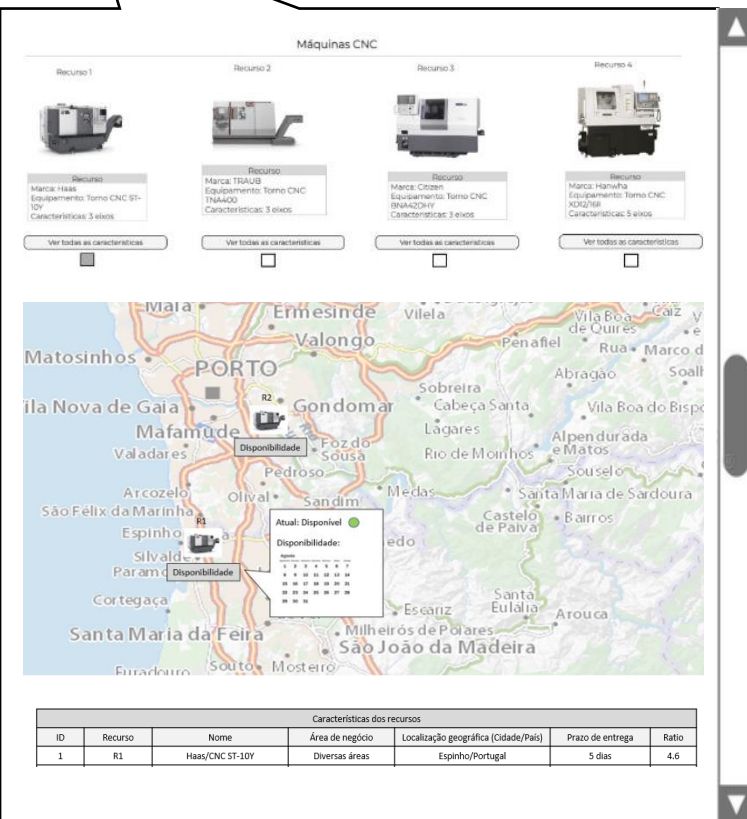 Máquinas CNC
Recurso 1
Recurso 2
Recurso 3
Recurso 4
Recurso
Marca: Haas
Equipamento: Torno CNC ST-
10Y
Características: 3 eixos
Ver todas as características
Recurso
Marca: TRAUB
Equipamento: Torno CNC
TNA400
Características: 3 eixos
Ver todas as características
Recurso
Marca: Citizen
Equipamento: Torno CNC
BNA42DHY
Características: 3 eixos
Ver todas as características
Recurso
Marca: Hanwha
Equipamento: Torno CNC
XD12/16II
Características: 5 eixos
Ver todas as características
Maia
Ermesinde
Vilela
Vila Boa
de Quires
Caíz
Valongo
Penafiel
Rua
Marco d
Matosinhos
PORTO
Abragão
Soalh
Sobreira
ila Nova de Gaia
R2
Gondomar
Cabeça Santa
Vila Boa do Bispo
Mafamude
Lagares
Alpendurada
e Matos
Valadares
Disponibilidade
Foz do
Sousa
Rio de Moinhos
Pedroso
Souselo
Arcozelo
Olival
Sandim
Medas
Santa Maria de Sardoura
São Félix da Marinha
R1
Atual: Disponível
Castelo
de Paiva
Bairros
Espinho
a
Disponibilidade:
edo
Silvalde
Agosto
Paramo
Disponibilidade
1 2 3 4 5 6 7
8 9 10 11 12 13 14
15 16 17 18 19 20 21
22 23 24 25 26 27 28
29 30 31
Cortegaça
Escariz
Santa
Eulália
Arouca
Santa Maria da Feira
Milheirós de Poiares
São João da Madeira
Furadouro
Souto
Mosteiro
Características dos recursos
ID Recurso Nome Área de negócio Localização geográfica (Cidade/País) Prazo de entrega Ratio
1 R1 Haas/CNC ST-10Y Diversas áreas Espinho/Portugal 5 dias 4.6